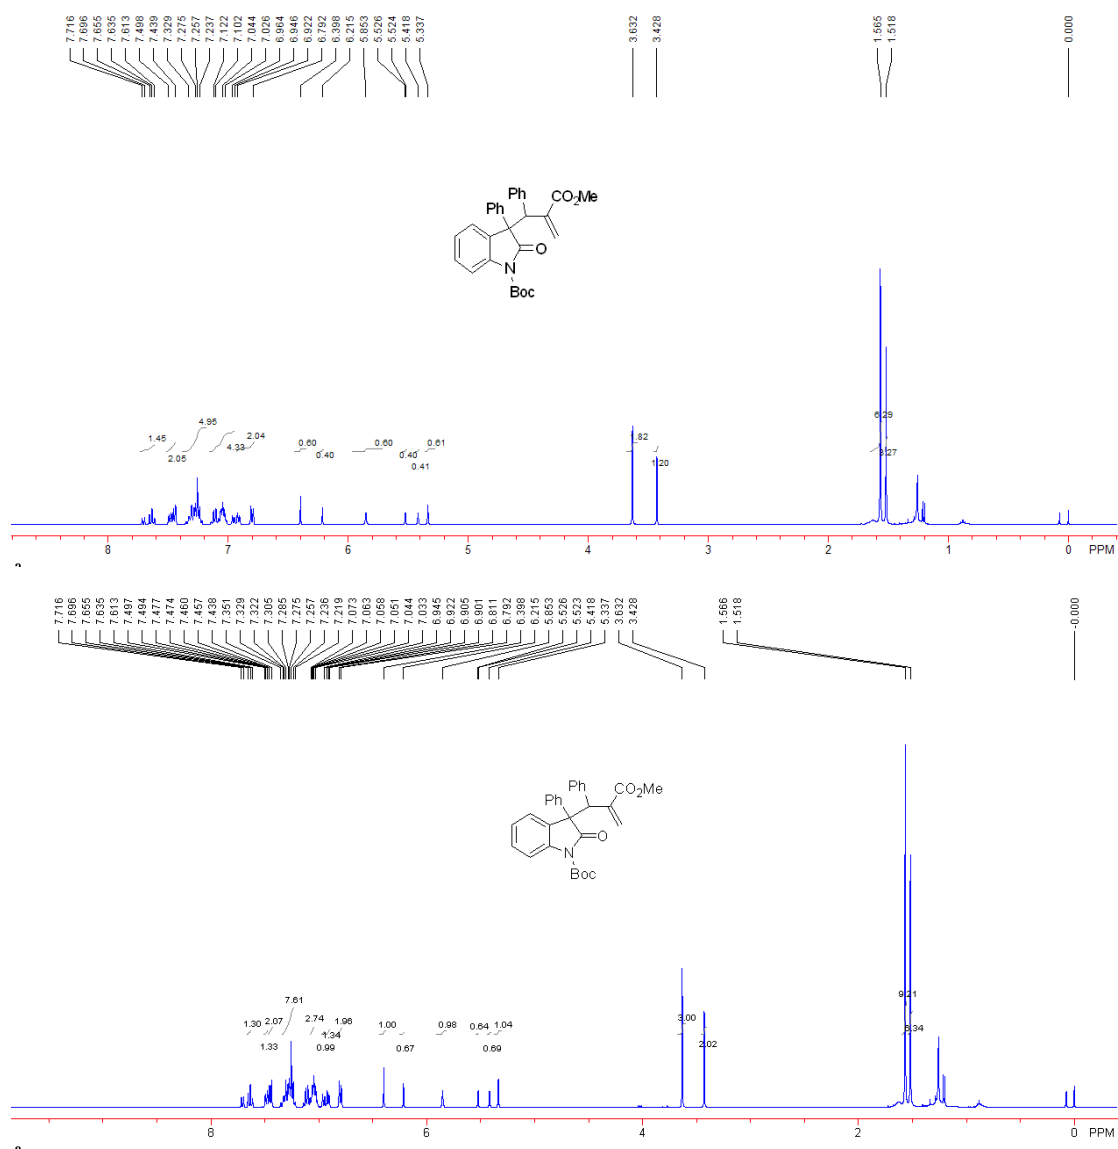 7.716 7.696 7.655 7.635 7.613 7.498 7.439 7.329 7.275 7.257 7.237 7.122 7.102 7.044 7.026 6.964 6.946 6.922 6.792 6.398 6.215 5.853 5.526 5.524 5.418 5.337 3.632 3.428 1.565 1.518 0.000
Ph
Ph CO2Me
O
N
Boc
1.45 2.05 4.95 4.33 2.04 0.60 0.40 0.60 0.40 0.41 0.61 .82 1.20 6.29 3.27
8 7 6 5 4 3 2 1 0 PPM
7.716 7.696 7.655 7.635 7.613 7.497 7.494 7.477 7.474 7.460 7.457 7.438 7.351 7.329 7.322 7.305 7.285 7.275 7.257 7.236 7.219 7.073 7.063 7.058 7.051 7.044 7.033 6.945 6.922 6.905 6.901 6.811 6.792 6.398 6.215 5.853 5.526 5.523 5.418 5.337 3.632 3.428 1.566 1.518 -0.000
Ph
Ph CO2Me
O
N
Boc
1.30 1.33 2.07 7.61 2.74 0.99 1.34 1.96 1.00 0.67 0.98 0.64 0.69 1.04 3.00 2.02 9.21 6.34
8 6 4 2 0 PPM